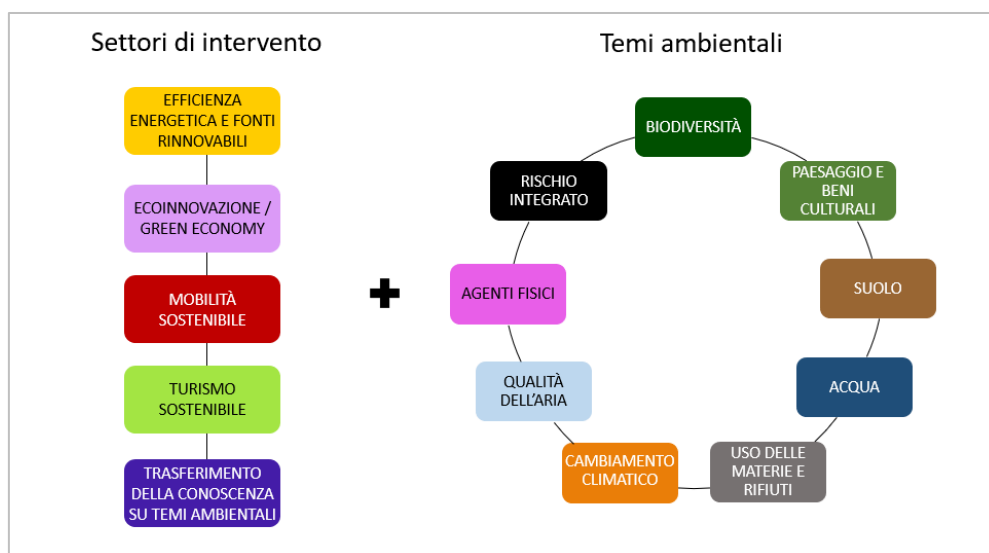 Settori di intervento
EFFICIENZA
ENERGETICA E FONTI
RINNOVABILI
ECOINNOVAZIONE /
GREEN ECONOMY
MOBILITÀ
SOSTENIBILE
TURISMO
SOSTENIBILE
TRASFERIMENTO
DELLA CONOSCENZA
SU TEMI AMBIENTALI
Temi ambientali
BIODIVERSITÀ
PAESAGGIO E
BENI
CULTURALI
SUOLO
ACQUA
USO DELLE
MATERIE E
RIFIUTI
CAMBIAMENTO
CLIMATICO
QUALITÀ
DELL'ARIA
AGENTI FISICI
RISCHIO
INTEGRATO